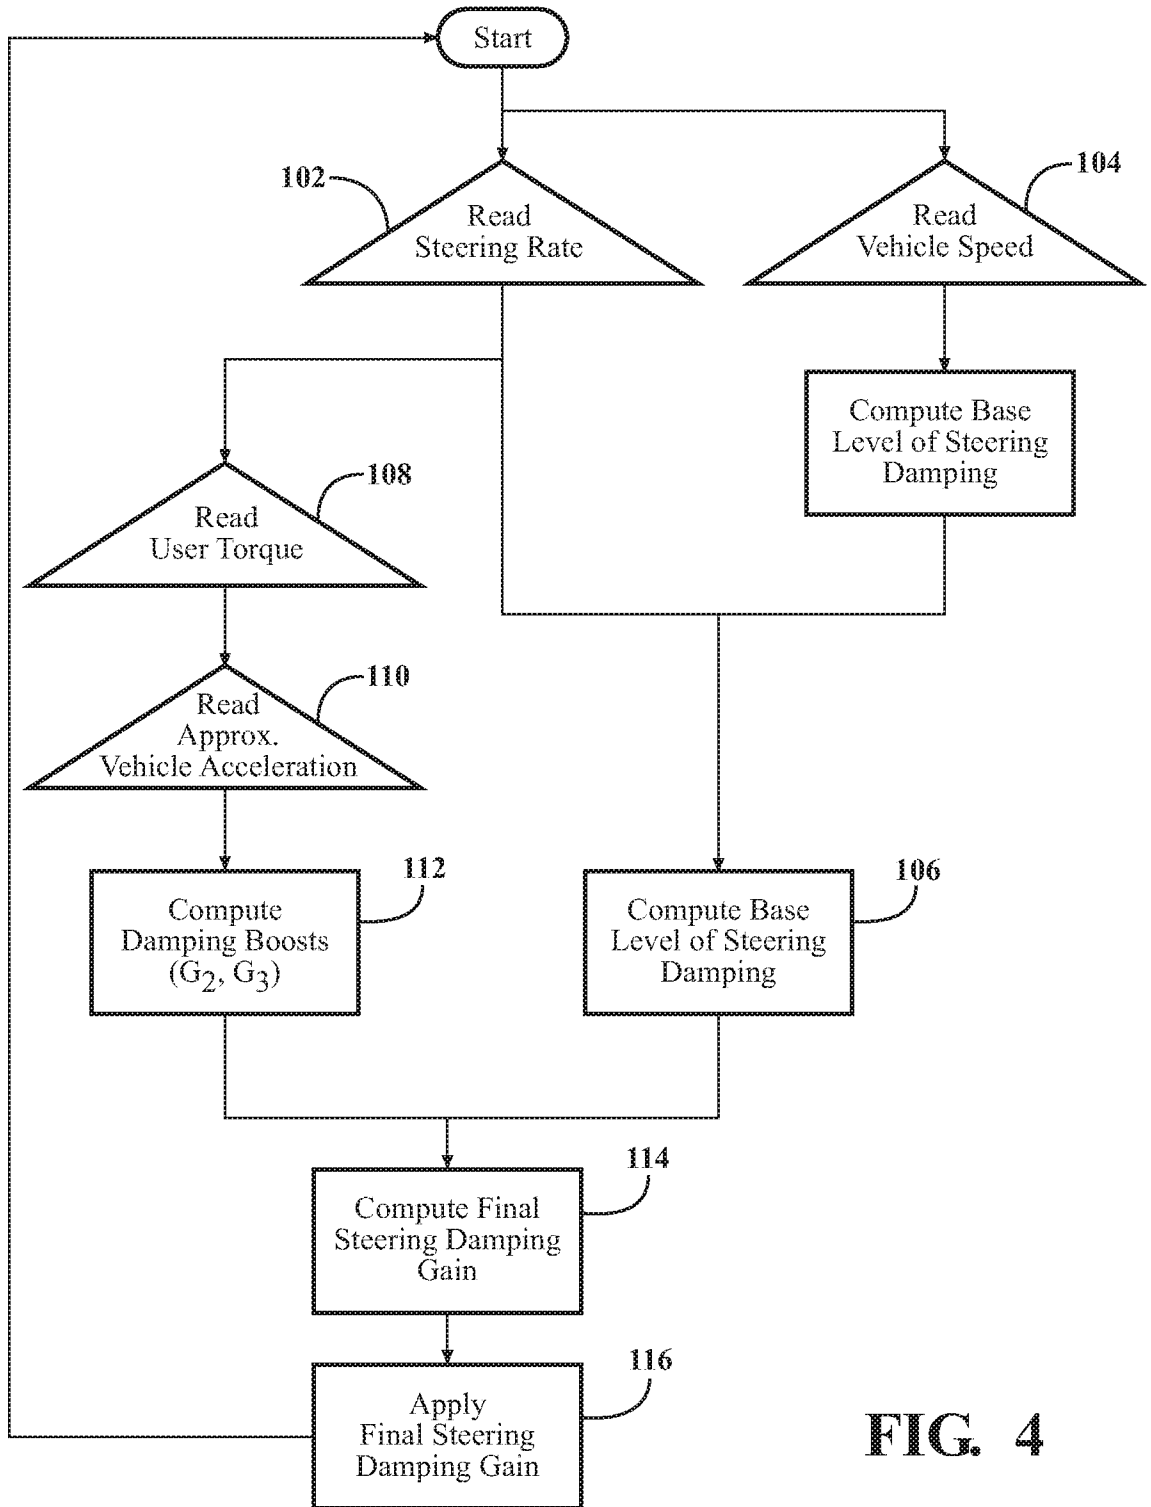 Start
102
Read
Steering Rate
104
Read
Vehicle Speed
Compute Base
Level of Steering
Damping
108
Read
User Torque
110
Read
Approx.
Vehicle Acceleration
112
Compute
Damping Boosts
(G2, G3)
106
Compute Base
Level of Steering
Damping
114
Compute Final
Steering Damping
Gain
116
Apply
Final Steering
Damping Gain
FIG. 4